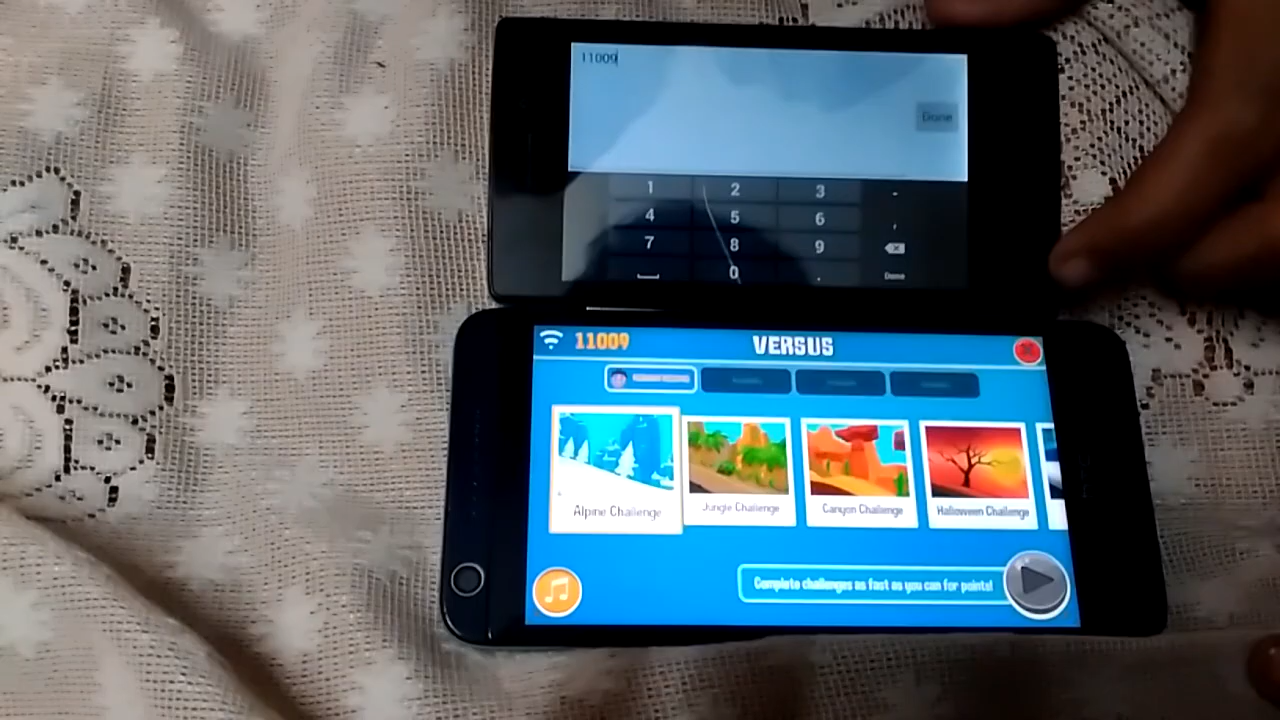 11009
Done
1 2 3 -
4 5 6 ,
7 8 9
0 . Done
11009 VERSUS
Alpine Challenge
Jungle Challenge
Canyon Challenge
Halloween Challenge
Complete challenges as fast as you can for points!